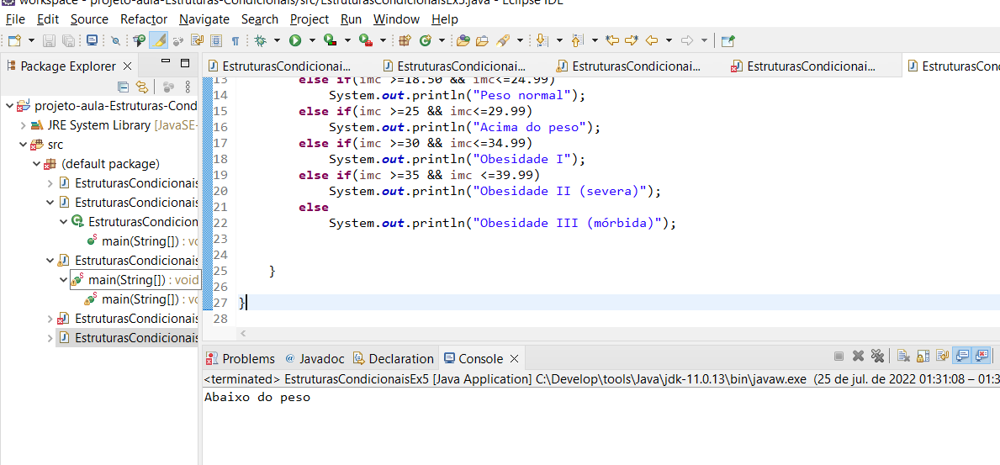 workspace - projeto-aula-Estruturas-Condicionais/src/EstruturasCondicionaisEx5.java - Eclipse IDE
File Edit Source Refactor Navigate Search Project Run Window Help
Package Explorer
EstruturasCondicionai...
EstruturasCondicionai...
EstruturasCondicionai...
EstruturasCondicionai...
EstruturasCondic
projeto-aula-Estruturas-Cond
JRE System Library [JavaSE-
src
(default package)
EstruturasCondicionais
EstruturasCondicionais
EstruturasCondicion
main(String[]) : vo
EstruturasCondicionais
main(String[]) : void
main(String[]) : vo
EstruturasCondicionais
EstruturasCondicionais
13 else if(imc >=18.50 && imc<=24.99)
14 System.out.println("Peso normal");
15 else if(imc >=25 && imc<=29.99)
16 System.out.println("Acima do peso");
17 else if(imc >=30 && imc<=34.99)
18 System.out.println("Obesidade I");
19 else if(imc >=35 && imc <=39.99)
20 System.out.println("Obesidade II (severa)");
21 else
22 System.out.println("Obesidade III (mórbida)");
23
24
25 }
26
27 }
28
Problems @ Javadoc Declaration Console
<terminated> EstruturasCondicionaisEx5 [Java Application] C:\Develop\tools\Java\jdk-11.0.13\bin\javaw.exe (25 de jul. de 2022 01:31:08 – 01:3
Abaixo do peso